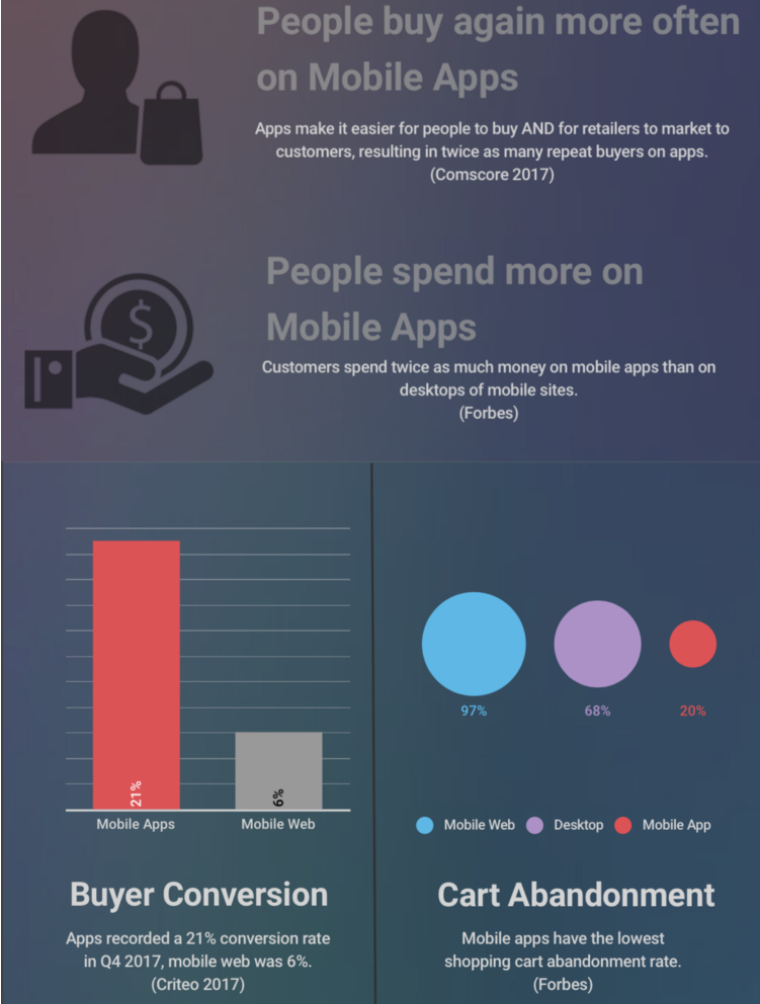 People buy again more often
on Mobile Apps
Apps make it easier for people to buy AND for retailers to market to
customers, resulting in twice as many repeat buyers on apps.
(Comscore 2017)
$
People spend more on
Mobile Apps
Customers spend twice as much money on mobile apps than on
desktops of mobile sites.
(Forbes)
21%
6%
Mobile Apps
Mobile Web
Buyer Conversion
Apps recorded a 21% conversion rate
in Q4 2017, mobile web was 6%.
(Criteo 2017)
97%
68%
20%
Mobile Web
Desktop
Mobile App
Cart Abandonment
Mobile apps have the lowest
shopping cart abandonment rate.
(Forbes)